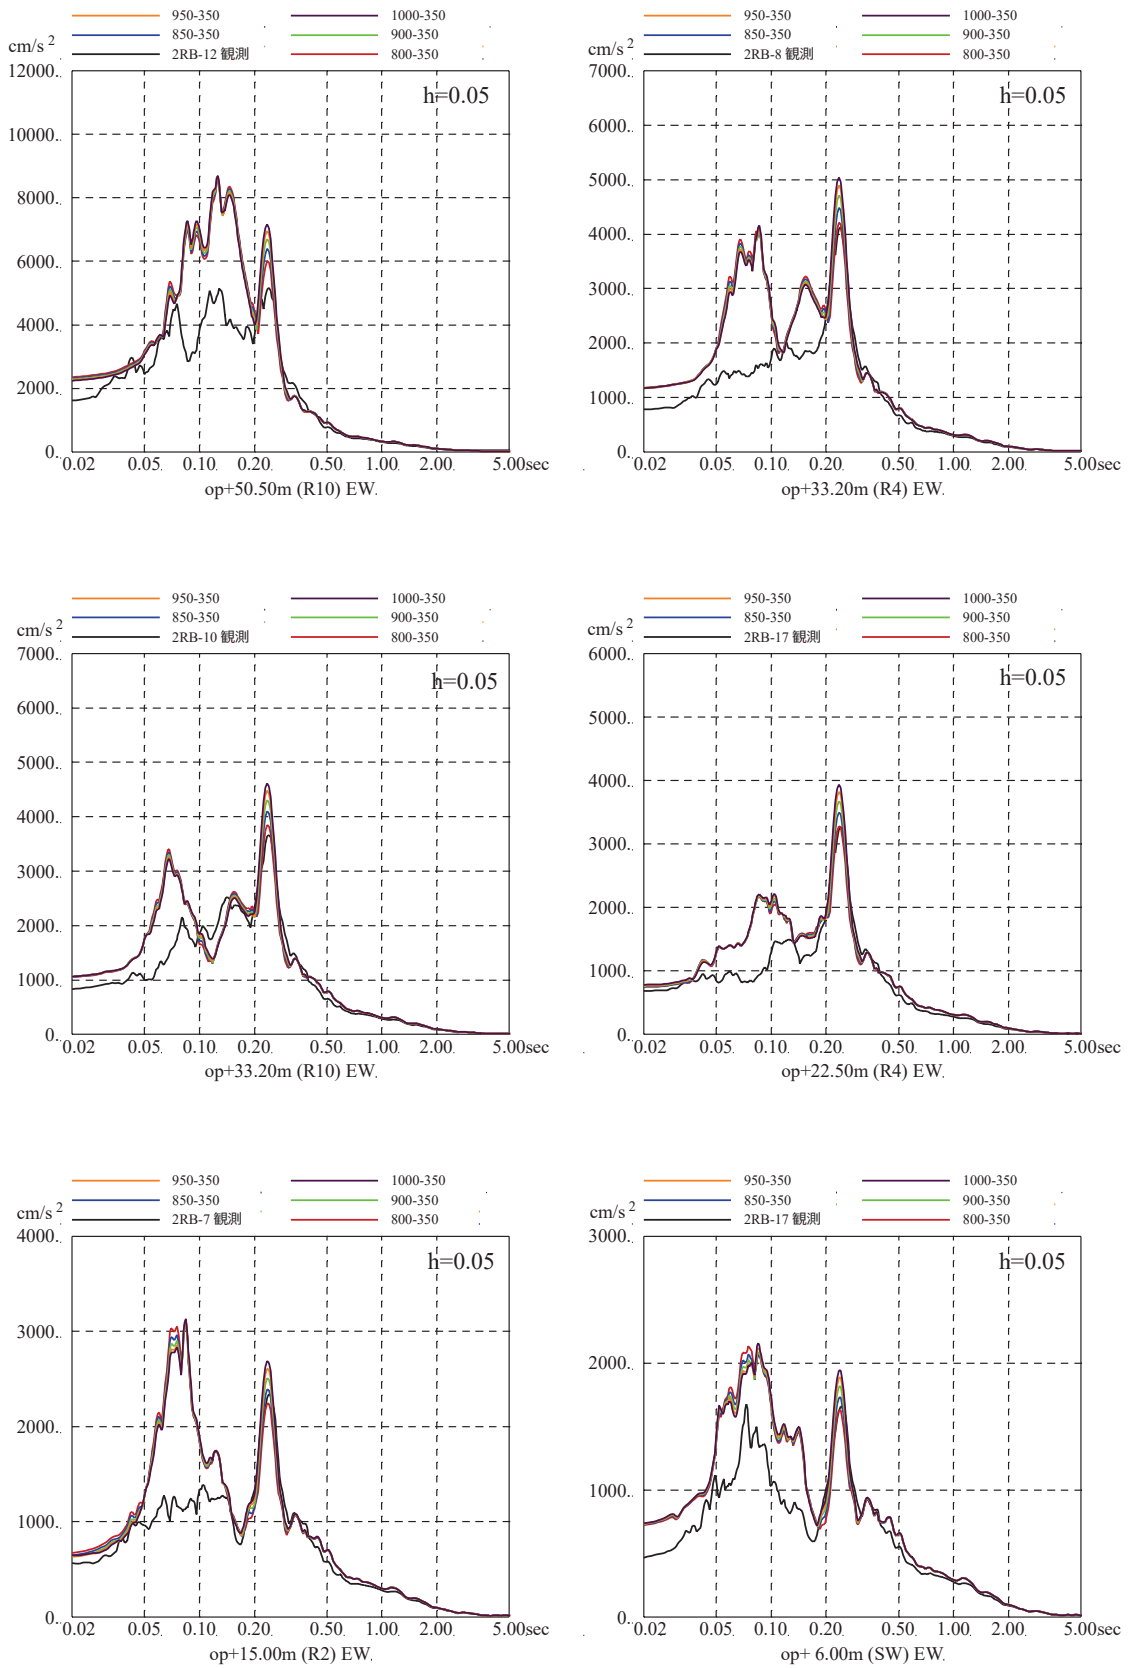 950-350 1000-350
850-350 900-350
2RB-12 観測 800-350
cm/s 2
12000.
10000.
8000.
6000.
4000.
2000.
0.
h=0.05
0.02 0.05 0.10 0.20 0.50 1.00 2.00 5.00sec
op+50.50m (R10) EW.
950-350 1000-350
850-350 900-350
2RB-8 観測 800-350
cm/s 2
7000.
6000.
5000.
4000.
3000.
2000.
1000.
0.
h=0.05
0.02 0.05 0.10 0.20 0.50 1.00 2.00 5.00sec
op+33.20m (R4) EW.
950-350 1000-350
850-350 900-350
2RB-10 観測 800-350
cm/s 2
7000.
6000.
5000.
4000.
3000.
2000.
1000.
0.
h=0.05
0.02 0.05 0.10 0.20 0.50 1.00 2.00 5.00sec
op+33.20m (R10) EW.
950-350 1000-350
850-350 900-350
2RB-17 観測 800-350
cm/s 2
6000.
5000.
4000.
3000.
2000.
1000.
0.
h=0.05
0.02 0.05 0.10 0.20 0.50 1.00 2.00 5.00sec
op+22.50m (R4) EW.
950-350 1000-350
850-350 900-350
2RB-7 観測 800-350
cm/s 2
4000.
3000.
2000.
1000.
0.
h=0.05
0.02 0.05 0.10 0.20 0.50 1.00 2.00 5.00sec
op+15.00m (R2) EW.
950-350 1000-350
850-350 900-350
2RB-17 観測 800-350
cm/s 2
3000.
2000.
1000.
0.
h=0.05
0.02 0.05 0.10 0.20 0.50 1.00 2.00 5.00sec
op+ 6.00m (SW) EW.